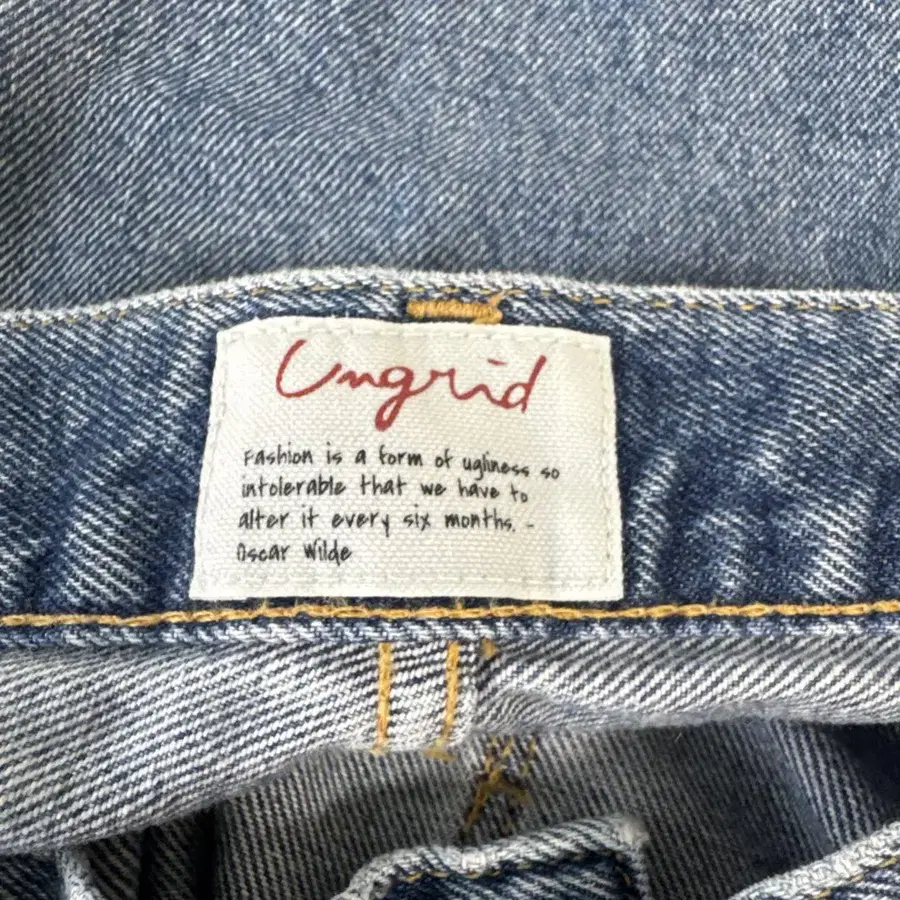 Ungrid
Fashion is a form of ugliness so
intolerable that we have to
alter it every six months. -
Oscar Wilde